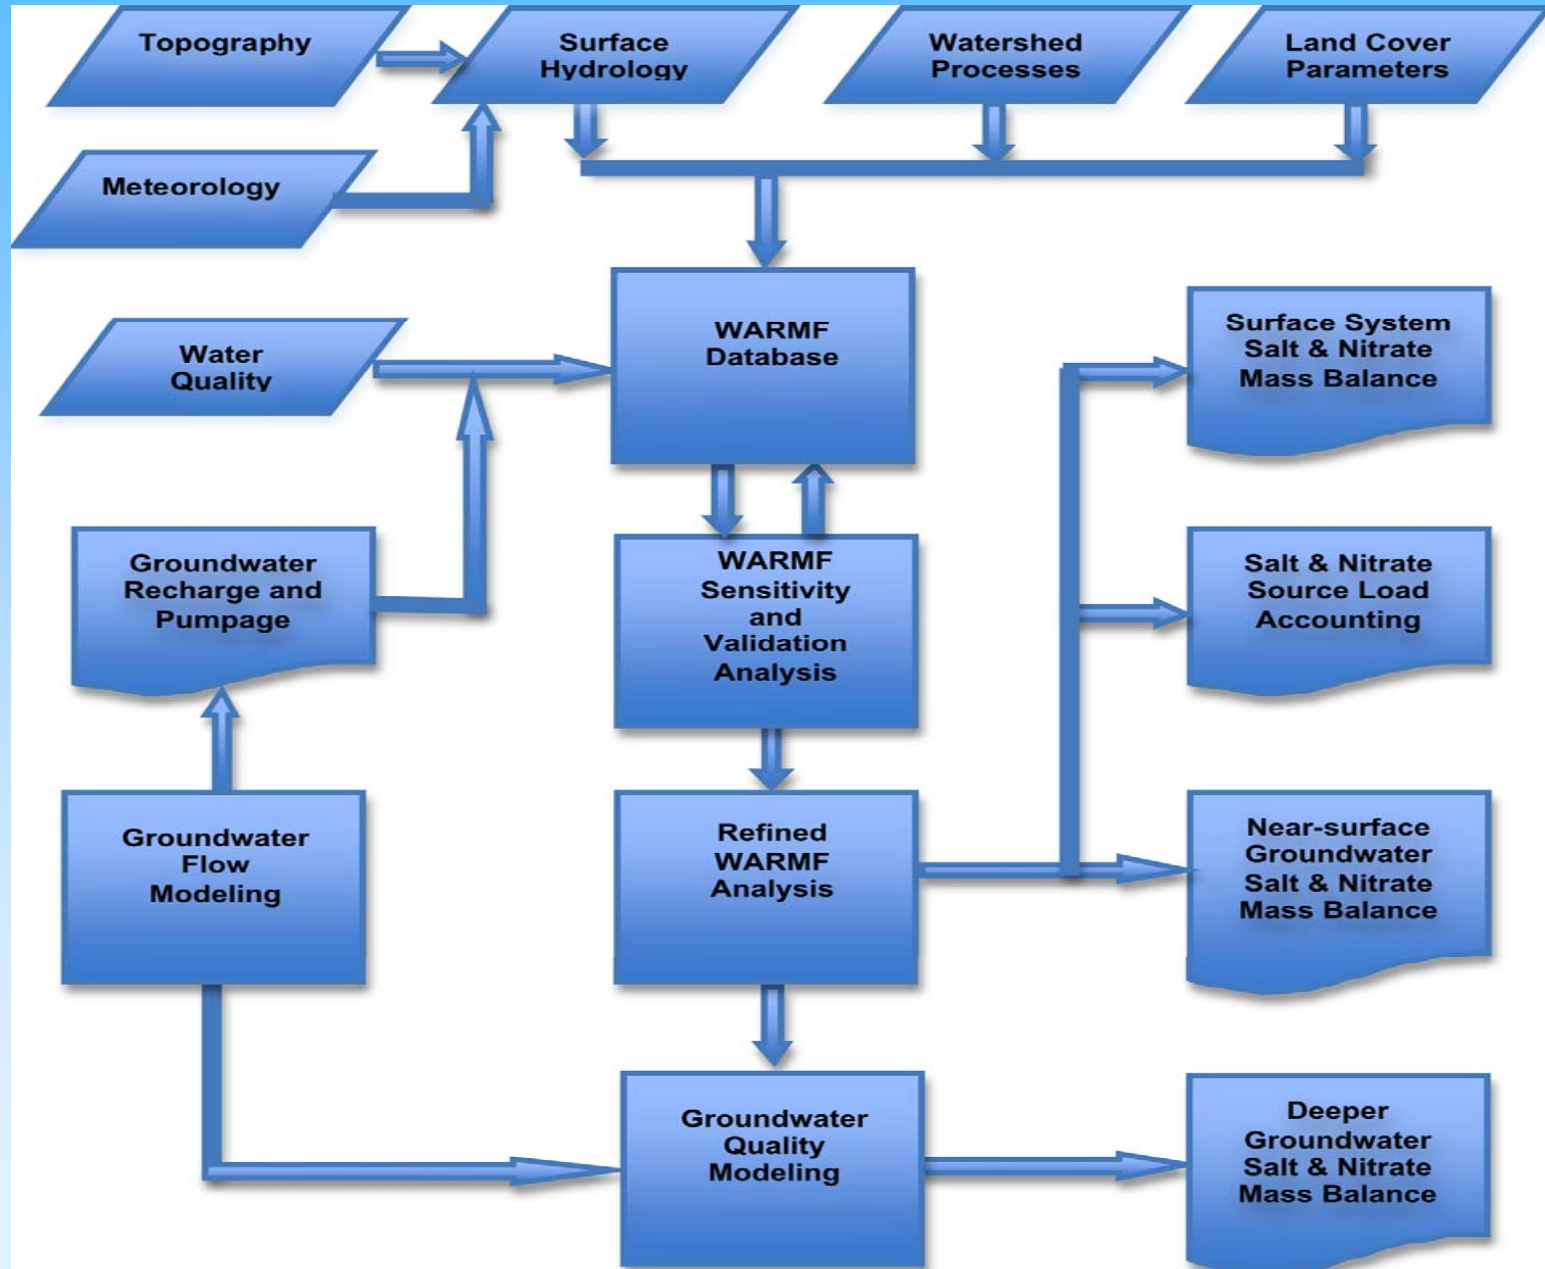 Topography
Surface
Hydrology
Watershed
Processes
Land Cover
Parameters
Meteorology
WARMF
Database
Water
Quality
Surface System
Salt & Nitrate
Mass Balance
Groundwater
Recharge and
Pumpage
WARMF
Sensitivity
and
Validation
Analysis
Salt & Nitrate
Source Load
Accounting
Groundwater
Flow
Modeling
Refined
WARMF
Analysis
Near-surface
Groundwater
Salt & Nitrate
Mass Balance
Groundwater
Quality
Modeling
Deeper
Groundwater
Salt & Nitrate
Mass Balance